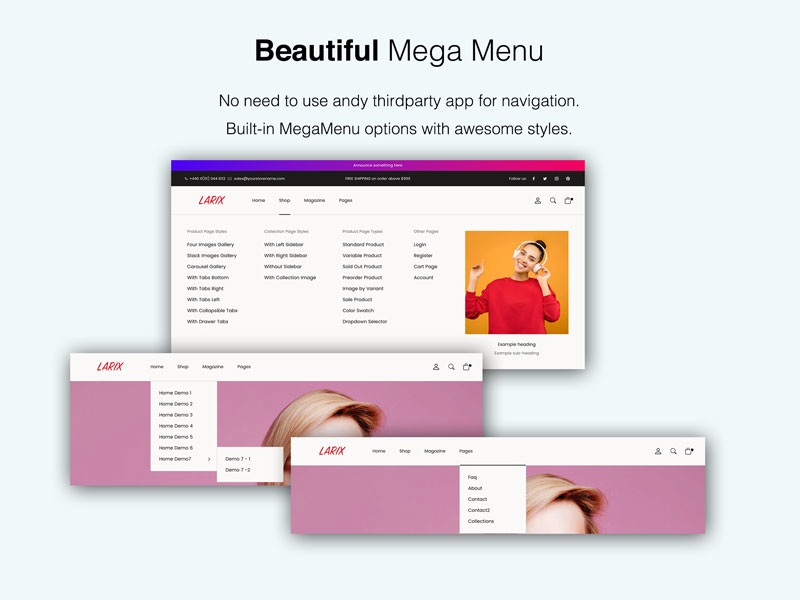 Beautiful Mega Menu
No need to use andy thirdparty app for navigation.
Built-in MegaMenu options with awesome styles.
Announce something here
+440 0(10) 044 833 sales@yourstorename.com FREE SHIPPING on order above $999 Follow us
LARIX Home Shop Magazine Pages
Product Page Styles Collection Page Styles Product Page Types Other Pages
Four Images Gallery With Left Sidebar Standard Product Login
Stack Images Gallery With Right Sidebar Variable Product Register
Carousel Gallery Without Sidebar Sold Out Product Cart Page
With Tabs Bottom With Collection Image Preorder Product Account
With Tabs Right Image by Variant
With Tabs Left Sale Product
With Collapsible Tabs Color Swatch
With Drawer Tabs Dropdown Selector
Example heading
Example sub-heading
LARIX Home Shop Magazine Pages
Home Demo 1
Home Demo 2
Home Demo 3
Home Demo 4
Home Demo 5
Home Demo 6
Home Demo7 Demo 7 - 1
Demo 7 -2
LARIX Home Shop Magazine Pages
Faq
About
Contact
Contact2
Collections